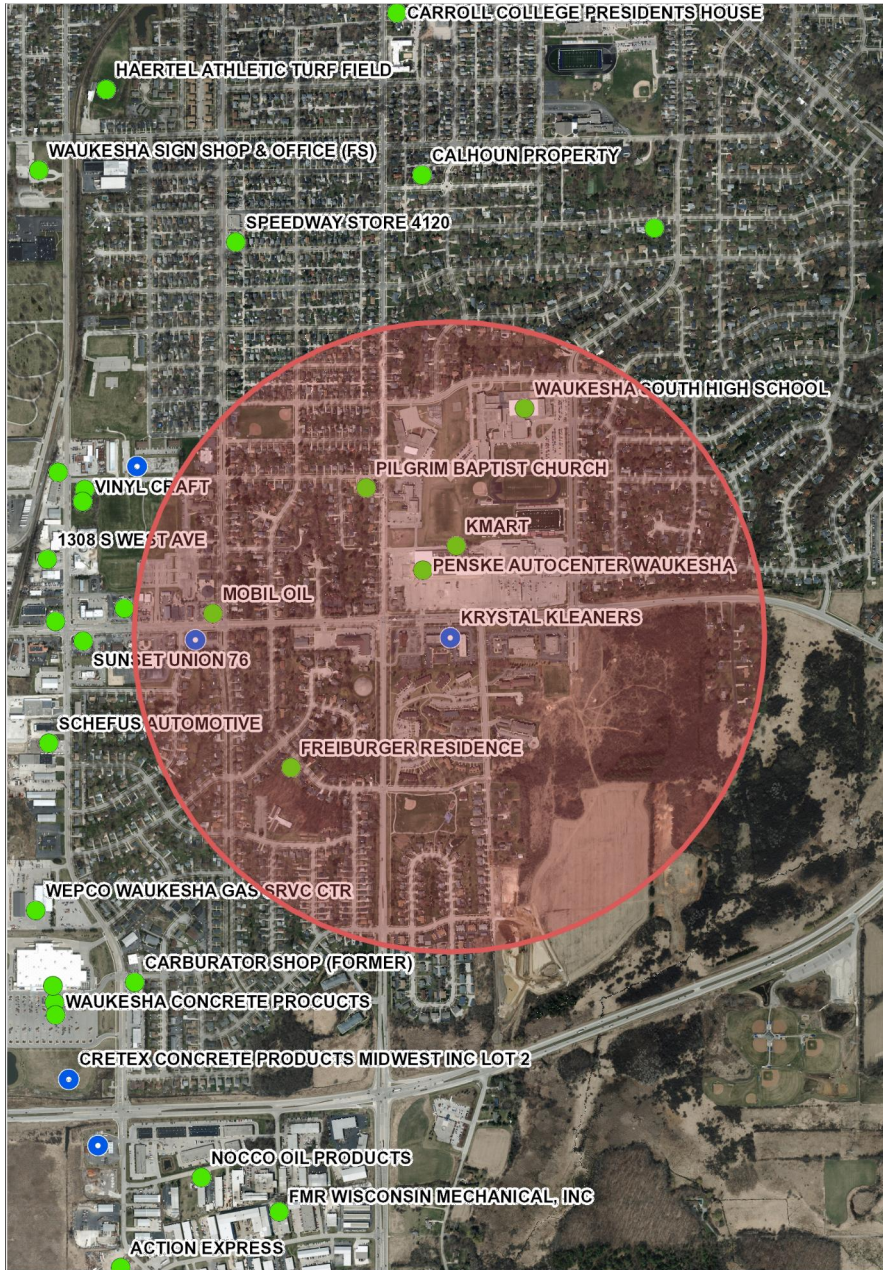 CARROLL COLLEGE PRESIDENTS HOUSE
HAERTEL ATHLETIC TURF FIELD
WAUKESHA SIGN SHOP & OFFICE (FS)
CALHOUN PROPERTY
SPEEDWAY STORE 4120
WAUKESHA SOUTH HIGH SCHOOL
PILGRIM BAPTIST CHURCH
VINYL CRAFT
KMART
1308 S WEST AVE
PENSKE AUTOCENTER WAUKESHA
MOBIL OIL
KRYSTAL KLEANERS
SUNSET UNION 76
SCHEFUS AUTOMOTIVE
FREIBURGER RESIDENCE
WEPCO WAUKESHA GAS SRVC CTR
CARBURATOR SHOP (FORMER)
WAUKESHA CONCRETE PROCUCTS
CRETEX CONCRETE PRODUCTS MIDWEST INC LOT 2
NOCCO OIL PRODUCTS
FMR WISCONSIN MECHANICAL, INC
ACTION EXPRESS